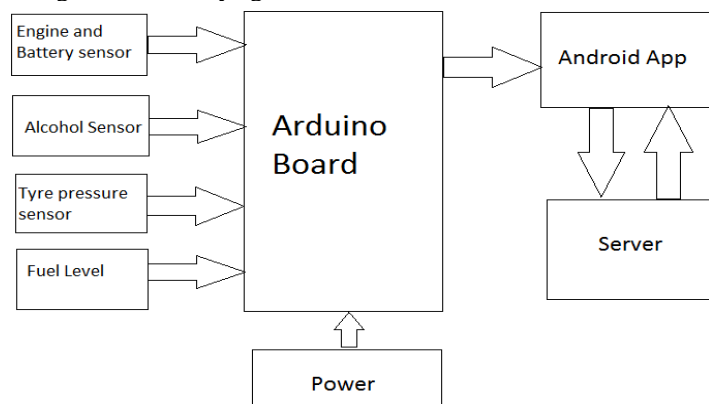 Engine and
Battery sensor
Alcohol Sensor
Tyre pressure
sensor
Fuel Level
Arduino
Board
Power
Android App
Server